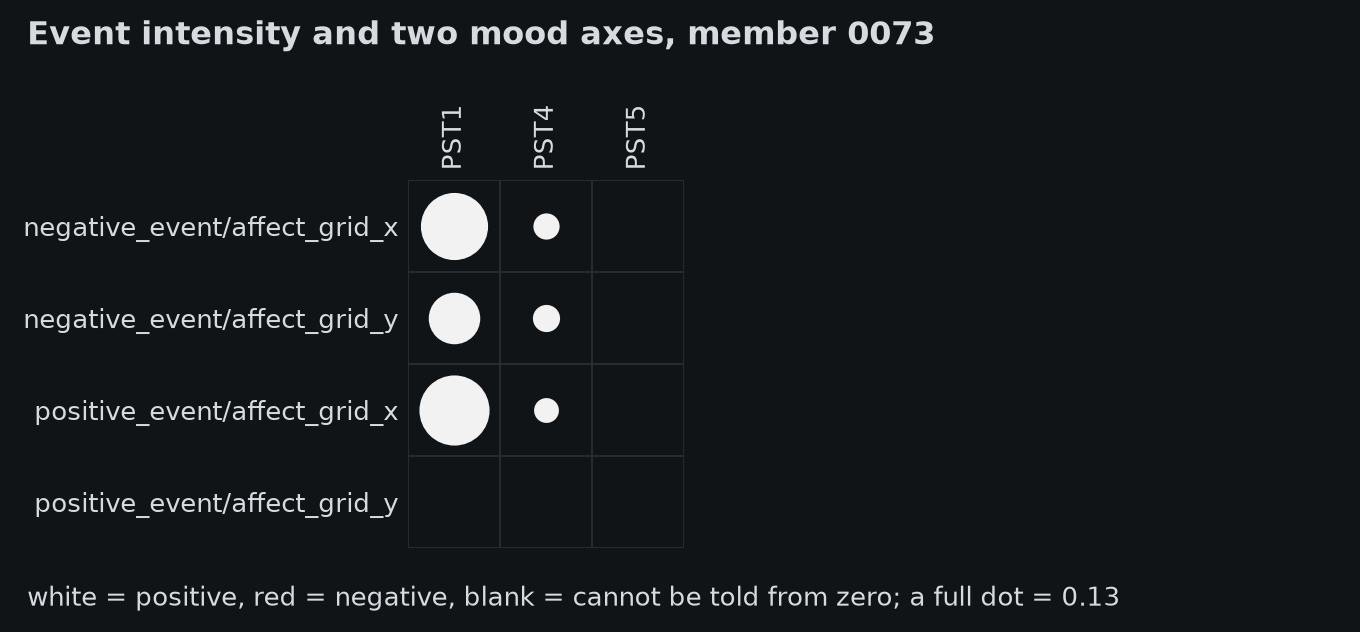 Event intensity and two mood axes, member 0073
PST1 PST4 PST5
negative_event/affect_grid_x
negative_event/affect_grid_y
positive_event/affect_grid_x
positive_event/affect_grid_y
white = positive, red = negative, blank = cannot be told from zero; a full dot = 0.13